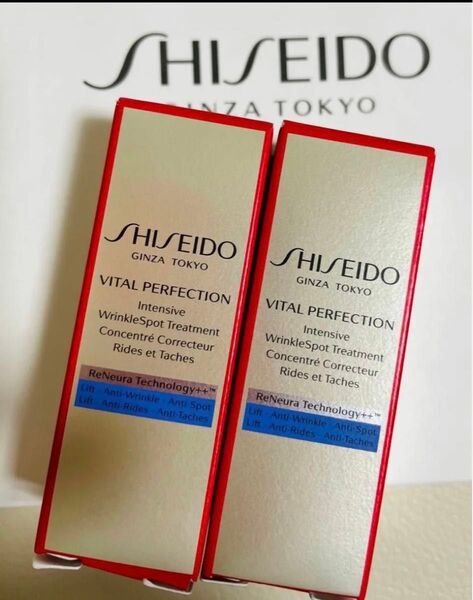 SHISEIDO
GINZA TOKYO
SHISEIDO
GINZA TOKYO
VITAL PERFECTION
Intensive
WrinkleSpot Treatment
Concentré Correcteur
Rides et Taches
ReNeura Technology++™
Lift · Anti-Wrinkle · Anti-Spot
Lift · Anti-Rides · Anti-Taches
SHISEIDO
GINZA TOKYO
VITAL PERFECTION
Intensive
WrinkleSpot Treatment
Concentré Correcteur
Rides et Taches
ReNeura Technology++™
Lift · Anti-Wrinkle · Anti-Spot
Lift · Anti-Rides · Anti-Taches